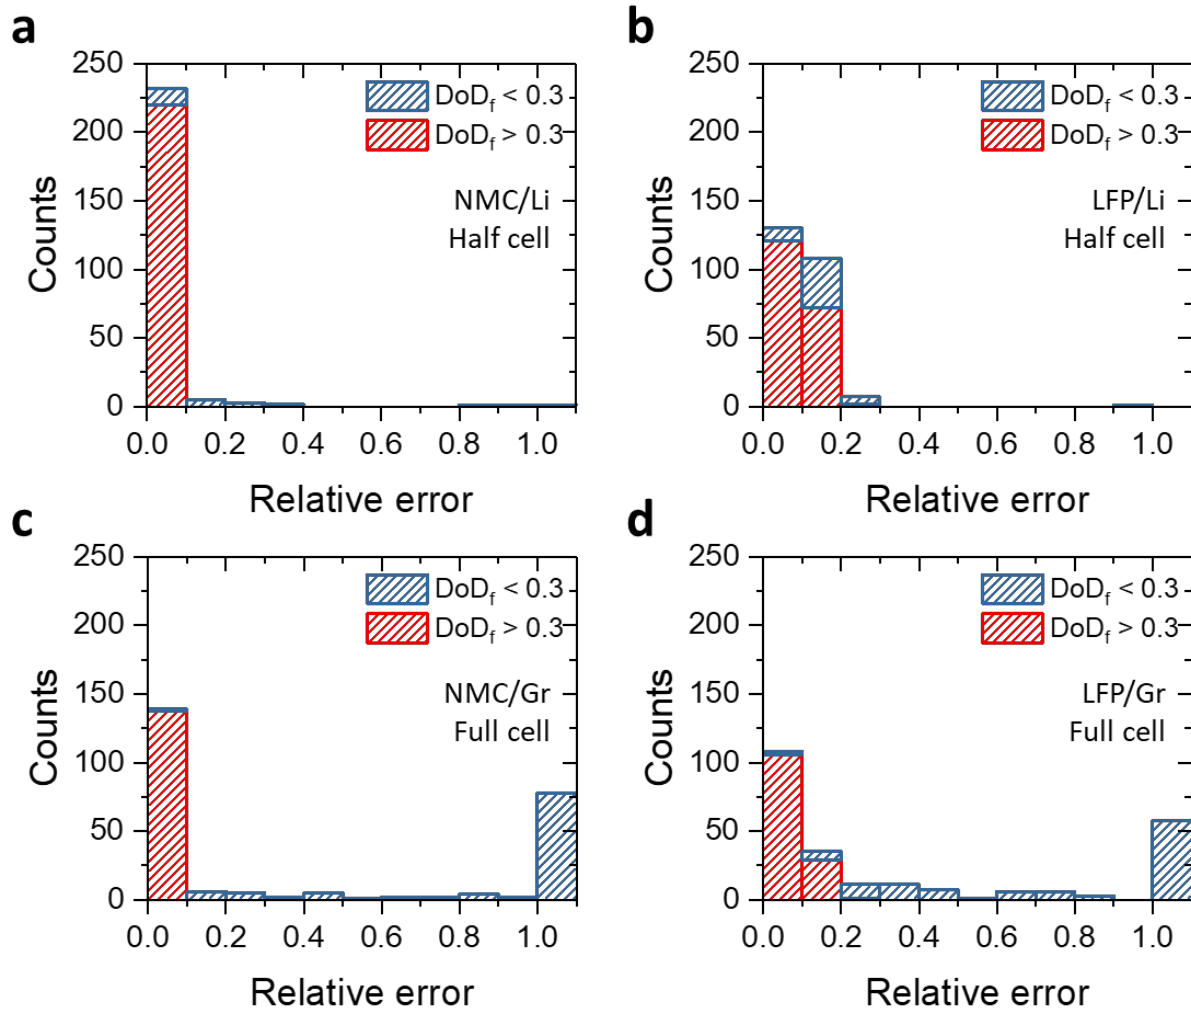 a
250
200
150
100
50
0
Counts
DoDf < 0.3
DoDf > 0.3
NMC/Li
Half cell
0.0 0.2 0.4 0.6 0.8 1.0
Relative error
b
250
200
150
100
50
0
Counts
DoDf < 0.3
DoDf > 0.3
LFP/Li
Half cell
0.0 0.2 0.4 0.6 0.8 1.0
Relative error
c
250
200
150
100
50
0
Counts
DoDf < 0.3
DoDf > 0.3
NMC/Gr
Full cell
0.0 0.2 0.4 0.6 0.8 1.0
Relative error
d
250
200
150
100
50
0
Counts
DoDf < 0.3
DoDf > 0.3
LFP/Gr
Full cell
0.0 0.2 0.4 0.6 0.8 1.0
Relative error